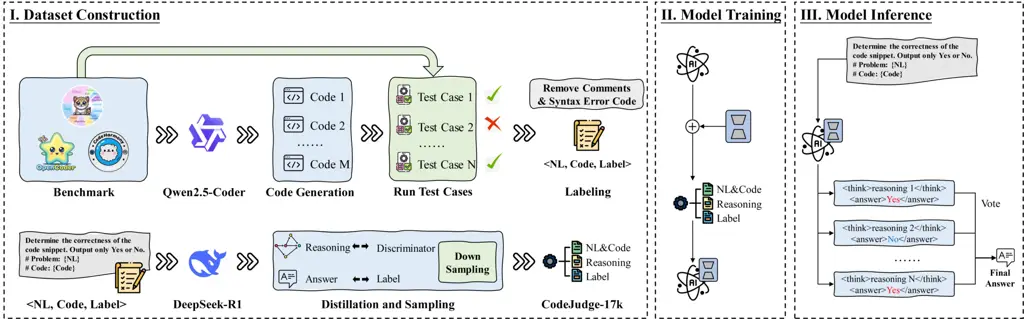 I. Dataset Construction
Code 1
Code 2
......
Code M
Test Case 1
Test Case 2
......
Test Case N
Remove Comments
& Syntax Error Code
<NL, Code, Label>
OpenCoder
CodeHarmony
Benchmark
Qwen2.5-Coder
Code Generation
Run Test Cases
Labeling
Determine the correctness of the
code snippet. Output only Yes or No.
# Problem: {NL}
# Code: {Code}
<NL, Code, Label>
DeepSeek-R1
Reasoning
Discriminator
Answer
Label
Down
Sampling
Distillation and Sampling
NL&Code
Reasoning
Label
CodeJudge-17k
II. Model Training
AI
NL&Code
Reasoning
Label
AI
III. Model Inference
Determine the correctness of the
code snippet. Output only Yes or No.
# Problem: {NL}
# Code: {Code}
AI
<think>reasoning 1</think>
<answer>Yes</answer>
<think>reasoning 2</think>
<answer>No</answer>
......
<think>reasoning N</think>
<answer>Yes</answer>
Vote
Final
Answer